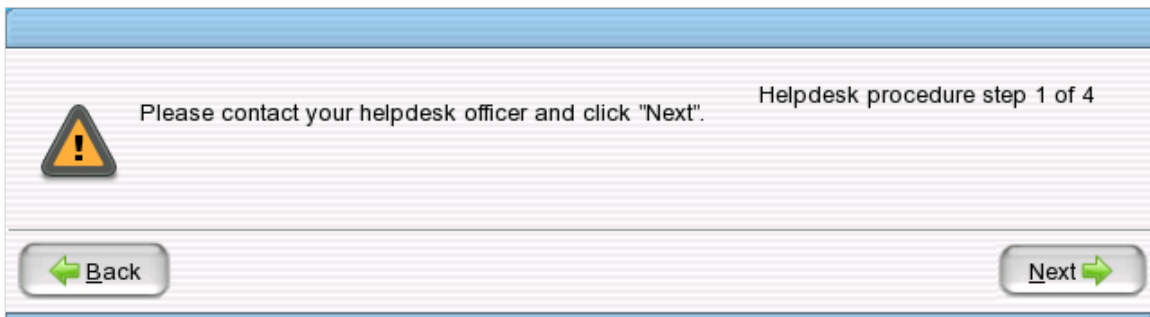 Helpdesk procedure step 1 of 4
Please contact your helpdesk officer and click "Next".
Back
Next